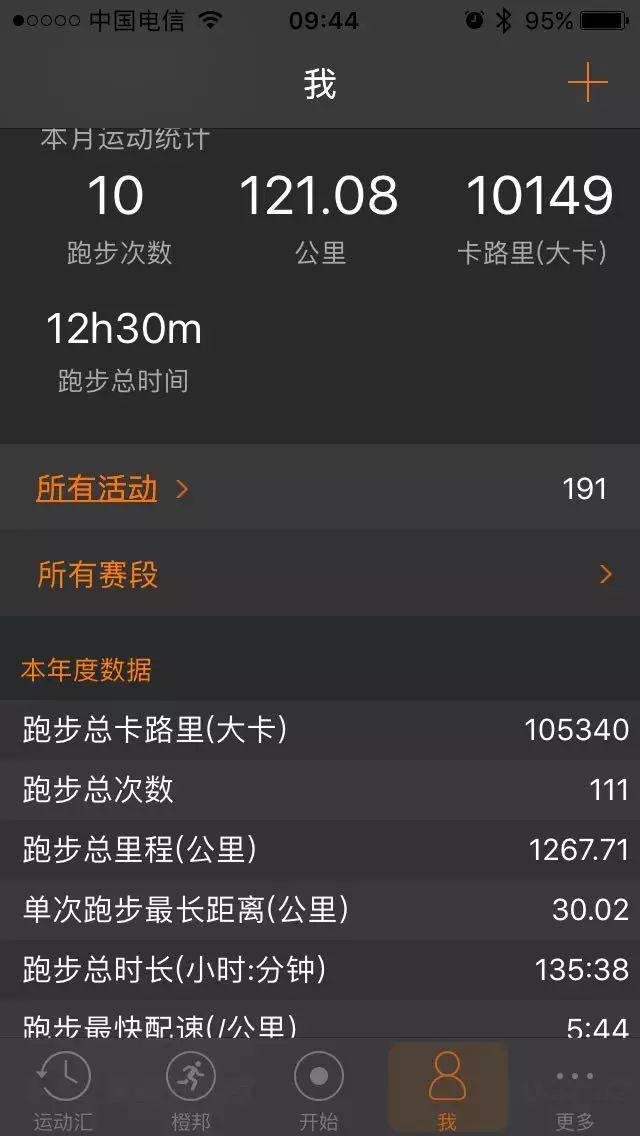 中国电信 09:44 95%
我
本月运动统计
10 121.08 10149
跑步次数 公里 卡路里(大卡)
12h30m
跑步总时间
所有活动 191
所有赛段
本年度数据
跑步总卡路里(大卡) 105340
跑步总次数 111
跑步总里程(公里) 1267.71
单次跑步最长距离(公里) 30.02
跑步总时长(小时:分钟) 135:38
跑步最快配速(/公里) 5:44
运动汇 橙邦 开始 我 更多